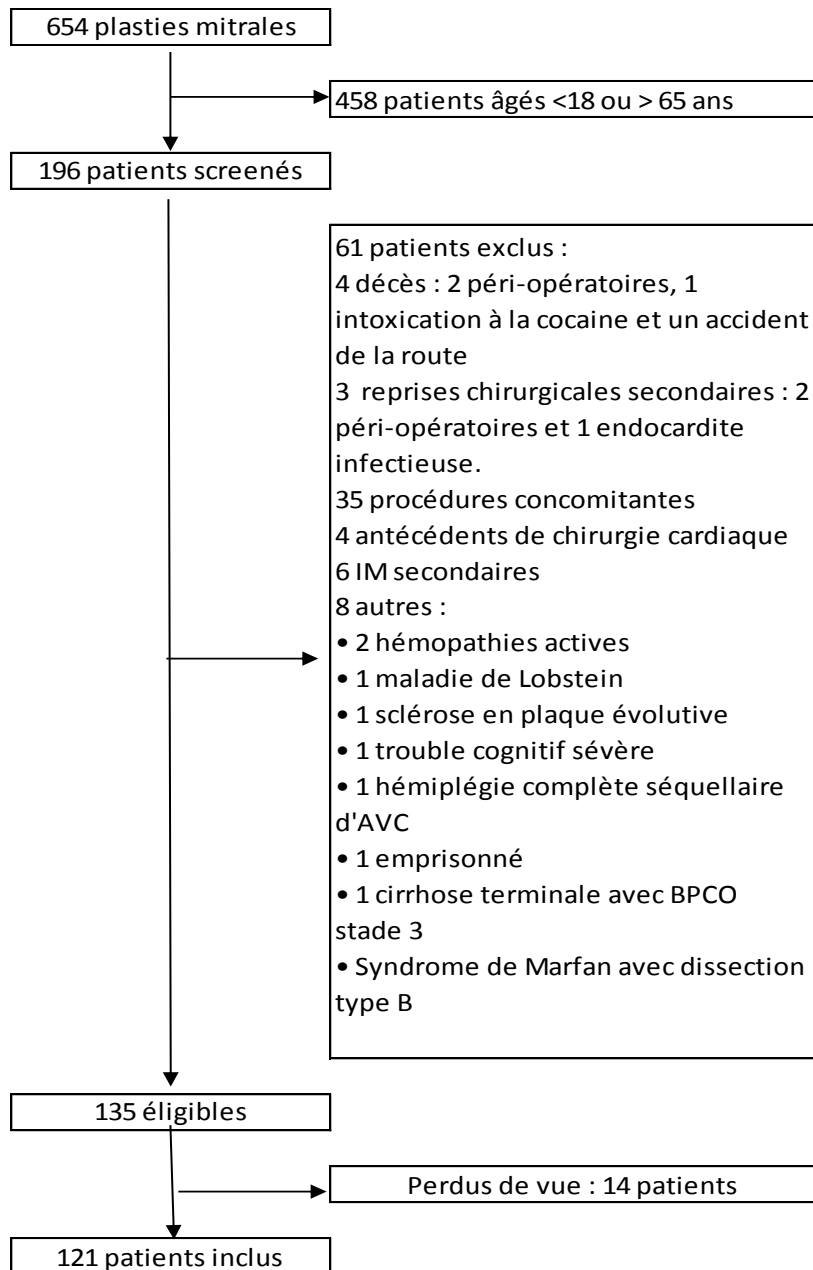 654 plasties mitrales
458 patients âgés <18 ou > 65 ans
196 patients screenés
61 patients exclus :
4 décès : 2 péri-opératoires, 1
intoxication à la cocaine et un accident
de la route
3 reprises chirurgicales secondaires : 2
péri-opératoires et 1 endocardite
infectieuse.
35 procédures concomitantes
4 antécédents de chirurgie cardiaque
6 IM secondaires
8 autres :
• 2 hémopathies actives
• 1 maladie de Lobstein
• 1 sclérose en plaque évolutive
• 1 trouble cognitif sévère
• 1 hémiplégie complète séquellaire
d'AVC
• 1 emprisonné
• 1 cirrhose terminale avec BPCO
stade 3
• Syndrome de Marfan avec dissection
type B
135 éligibles
Perdus de vue : 14 patients
121 patients inclus